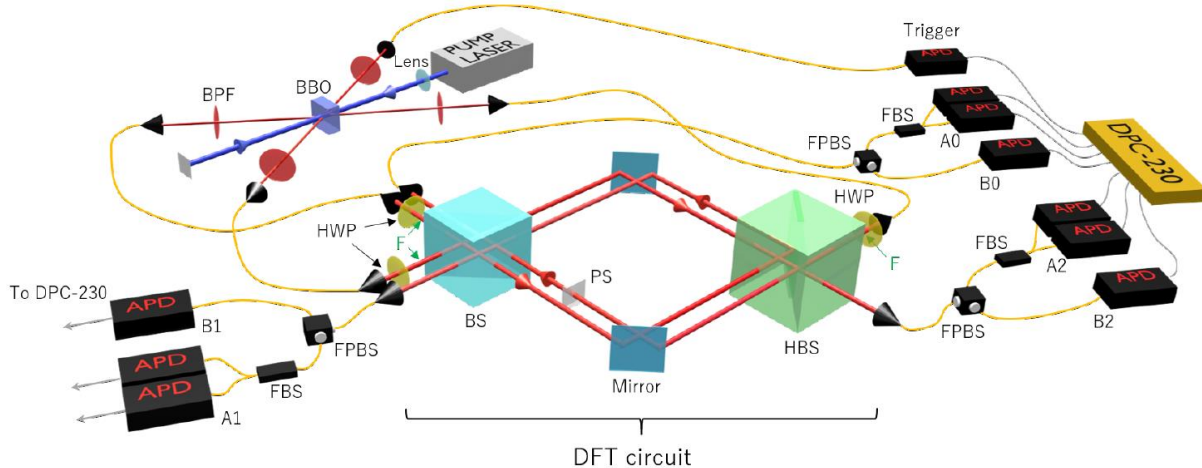 PUMP
LASER
Lens
BBO
BPF
Trigger
APD
APD
APD
FBS
A0
FPBS
APD
B0
DPC-230
HWP
HWP
F
F
F
BS
PS
Mirror
HBS
APD
APD
FBS
A2
APD
FPBS
B2
To DPC-230
APD
B1
FPBS
APD
APD
FBS
A1
DFT circuit